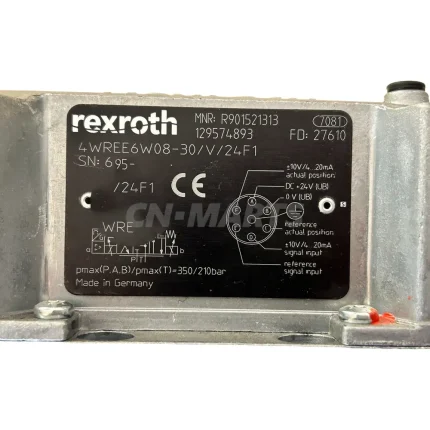 rexroth
MNR: R901521313
7081
129574893
FD: 27610
4WREE6W08-30/V/24F1
SN: 695-
/24F1
CE
CN-MART
WRE
±10V/4..20mA
actual position
DC +24V (UB)
0 V (UB)
reference
actual position
±10V/4..20mA
signal input
reference
signal input
pmax(P,A,B)/pmax(T)=350/210bar
Made in Germany